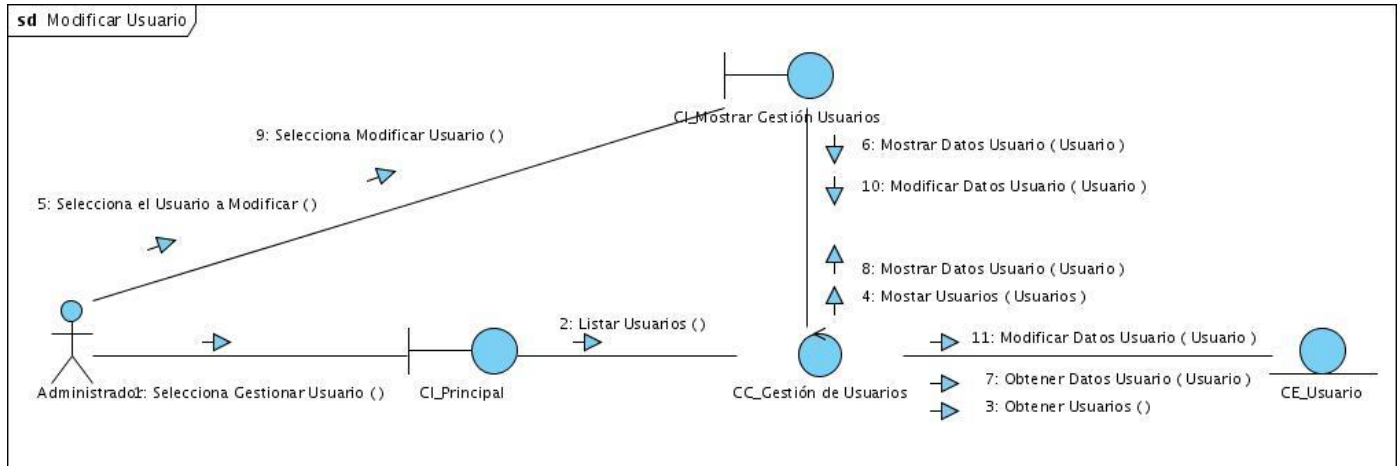 sd Modificar Usuario
CI_Mostrar Gestión Usuarios
9: Selecciona Modificar Usuario ()
6: Mostrar Datos Usuario ( Usuario )
10: Modificar Datos Usuario ( Usuario )
5: Selecciona el Usuario a Modificar ()
8: Mostrar Datos Usuario ( Usuario )
4: Mostar Usuarios ( Usuarios )
2: Listar Usuarios ()
11: Modificar Datos Usuario ( Usuario )
7: Obtener Datos Usuario ( Usuario )
Administrador
1: Selecciona Gestionar Usuario ()
CI_Principal
CC_Gestión de Usuarios
CE_Usuario
3: Obtener Usuarios ()